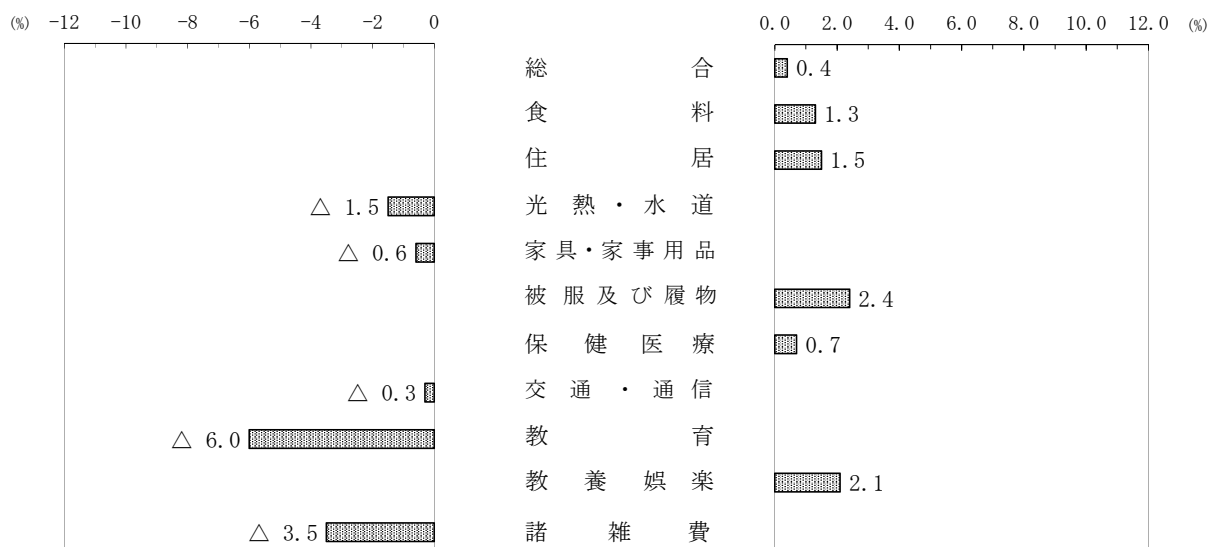 (%) -12 -10 -8 -6 -4 -2 0 0.0 2.0 4.0 6.0 8.0 10.0 12.0 (%)
総合 0.4
食料 1.3
住居 1.5
△ 1.5 光熱・水道
△ 0.6 家具・家事用品
被服及び履物 2.4
保健医療 0.7
△ 0.3 交通・通信
△ 6.0 教育
教養娯楽 2.1
△ 3.5 諸雑費